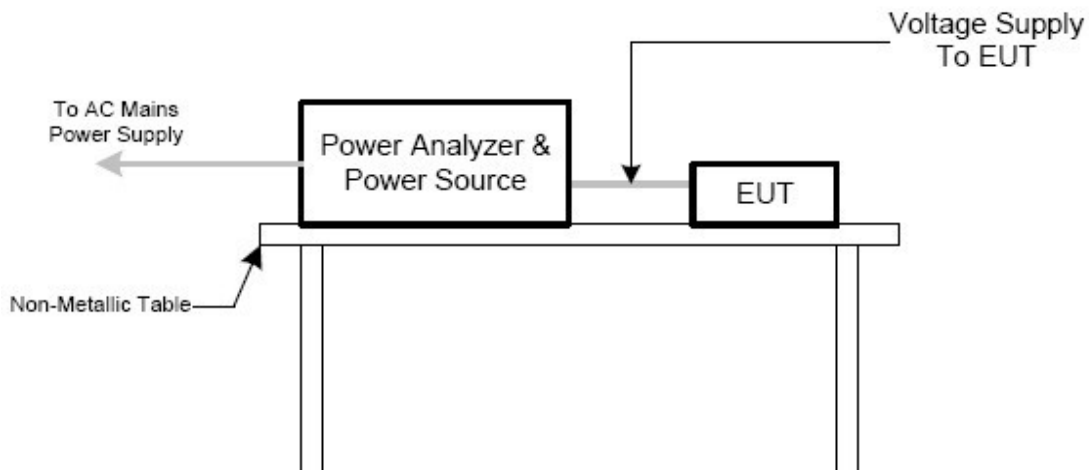 Voltage Supply
To EUT
To AC Mains
Power Supply
Power Analyzer &
Power Source
EUT
Non-Metallic Table